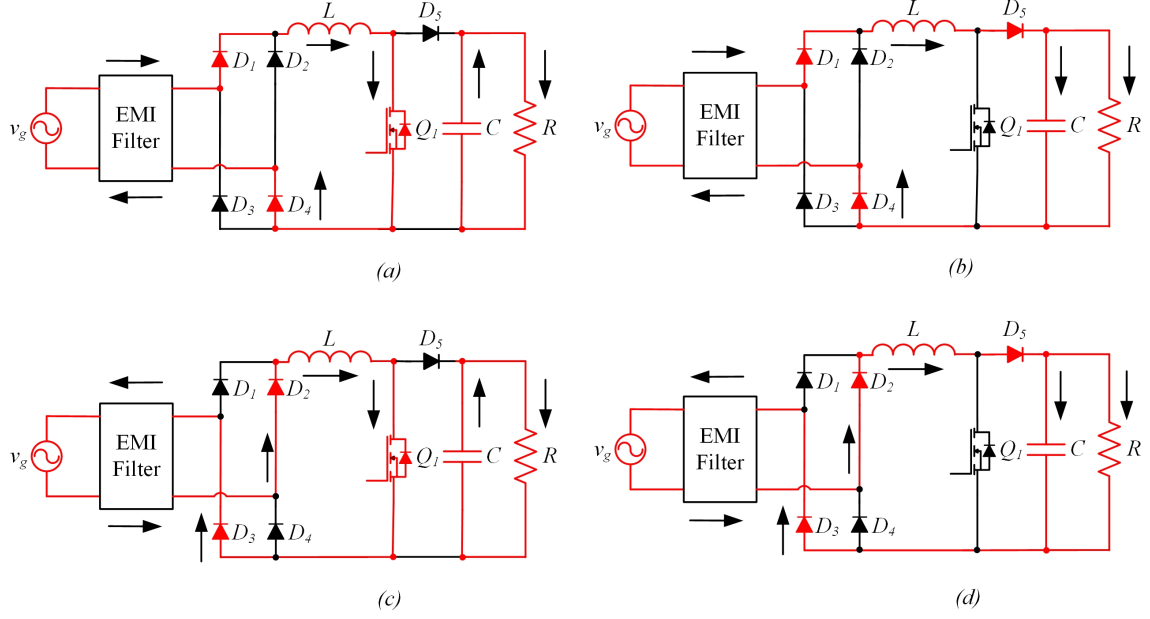 L D5
D1 D2
EMI
Filter
vg Q1 C R
D3 D4
(a)
L D5
D1 D2
EMI
Filter
vg Q1 C R
D3 D4
(b)
L D5
D1 D2
EMI
Filter
vg Q1 C R
D3 D4
(c)
L D5
D1 D2
EMI
Filter
vg Q1 C R
D3 D4
(d)